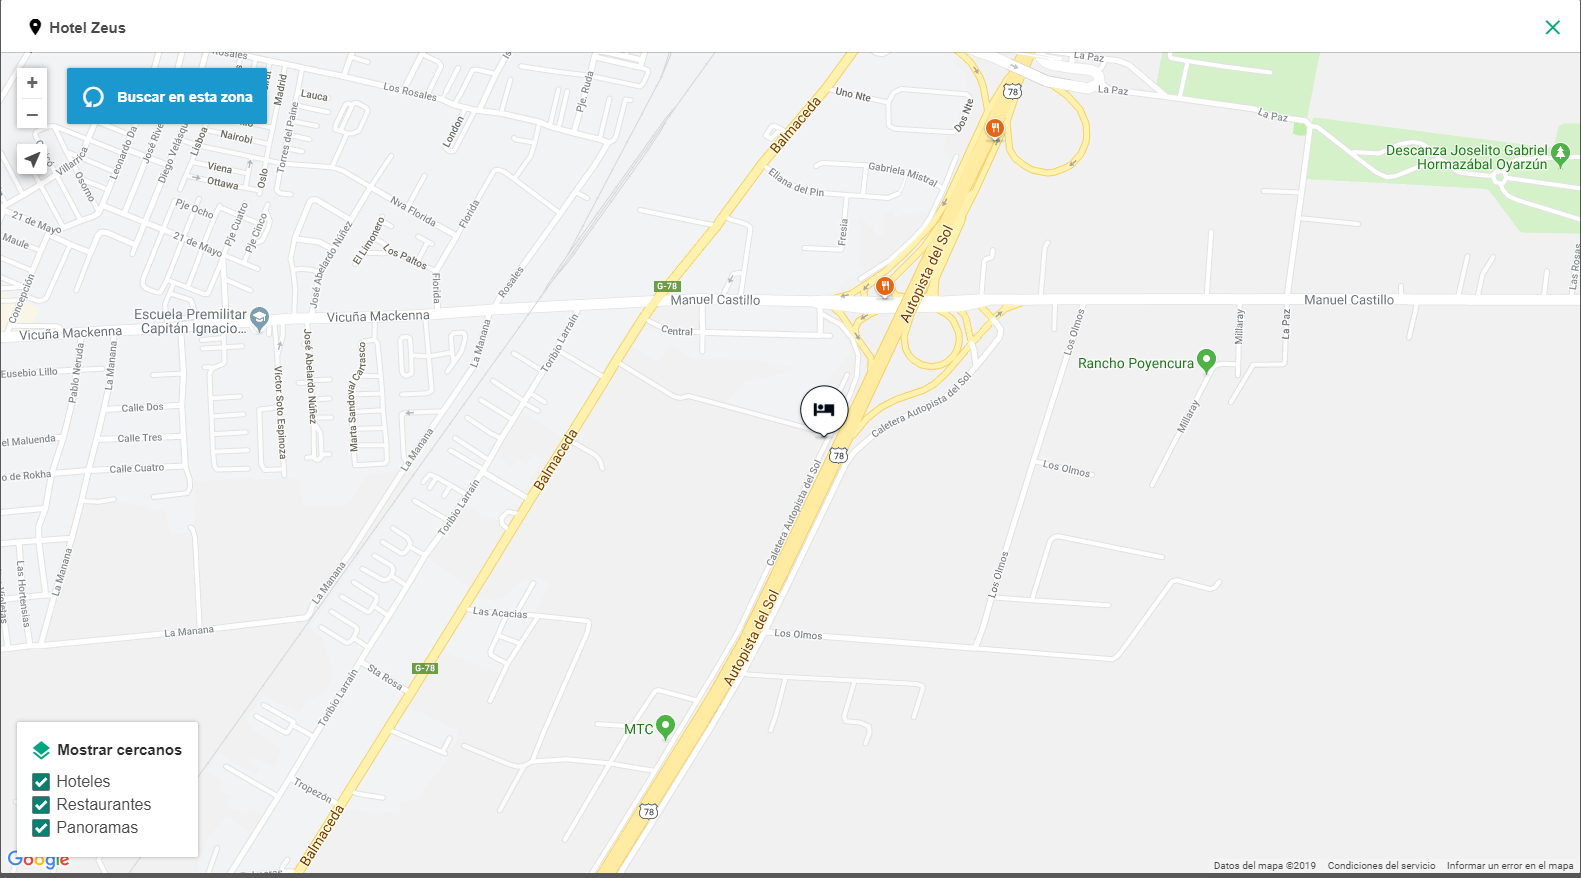 Hotel Zeus
Buscar en esta zona
Rosales
Los Rosales
Madrid
Lauca
Torres del Paine
Nairobi
Lisboa
José Rive
Diego Velásqu
Leonardo Da
Villarrica
Osorno
Viena
Ottawa
Oslo
London
Pje. Ruda
Balmaceda
Uno Nte
Dos Nte
78
La Paz
La Paz
La Paz
Descanza Joselito Gabriel
Hormazábal Oyarzún
Gabriela Mistral
Eliana del Pin
Fresia
Autopista del Sol
Pje Ocho
Pje Cuatro
Pje Cinco
21 de Mayo
21 de Mayo
Maule
Concepción
Nva Florida
Florida
Florida
El Limonero
Los Paltos
José Abelardo Núñez
Rosales
G-78
Manuel Castillo
Manuel Castillo
Las Rosas
Escuela Premilitar
Capitán Ignacio...
Vicuña Mackenna
Vicuña Mackenna
Central
Los Olmos
Millaray
La Paz
Rancho Poyencura
Millaray
Eusebio Lillo
Pablo Neruda
La Manana
Víctor Soto Espinoza
José Abelardo Núñez
Marta Sandoval Carrasco
La Manana
Toribio Larraín
Calle Dos
Calle Tres
Calle Cuatro
el Maluenda
o de Rokha
La Manana
Balmaceda
Toribio Larraín
Caletera Autopista del Sol
78
Caletera Autopista del Sol
Los Olmos
Los Olmos
Las Hortensias
Violetas
La Manana
La Manana
La Manana
Las Acacias
Los Olmos
Autopista del Sol
G-78
Sta Rosa
Toribio Larraín
MTC
78
Tropezón
Balmaceda
Mostrar cercanos
Hoteles
Restaurantes
Panoramas
Google
Datos del mapa ©2019
Condiciones del servicio
Informar un error en el mapa